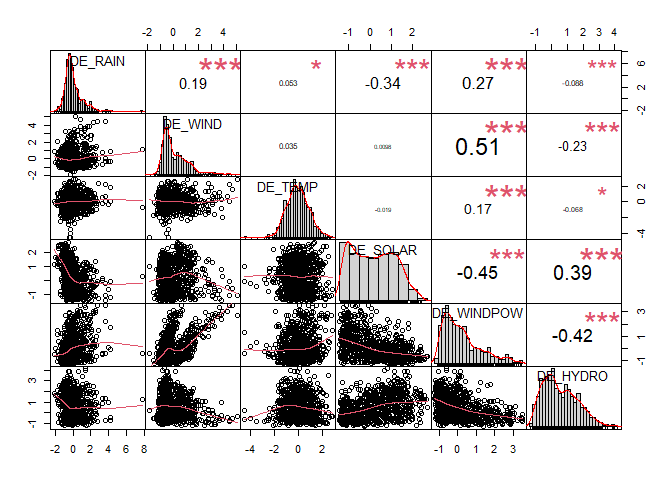 -2 0 2 4 -1 0 1 2 -1 0 1 2 3 4
DE_RAIN 0.19 *** 0.053 * -0.34 *** 0.27 *** -0.088 *** -2 2 6
-2 0 2 4 DE_WIND 0.035 0.0098 0.51 *** -0.23 ***
DE_TEMP -0.019 0.17 *** -0.068 * -4 0 2
-1 1 2 DE_SOLAR -0.45 *** 0.39 ***
DE_WINDPOW -0.42 *** -1 1 3
-1 1 3 DE_HYDRO
-2 0 2 4 6 8 -4 -2 0 2 -1 0 1 2 3